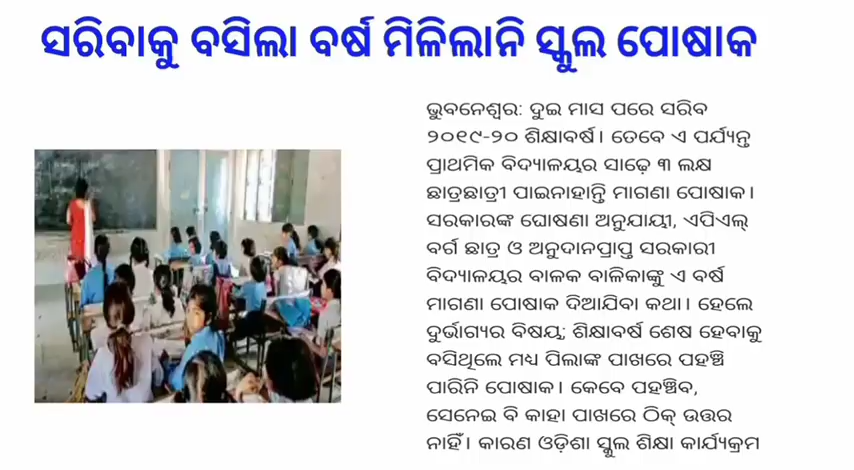 ସରିବାକୁ ବସିଲା ବର୍ଷ ମିଳିଲାନି ସ୍କୁଲ ପୋଷାକ
ଭୁବନେଶ୍ୱର: ଦୁଇ ମାସ ପରେ ସରିବ
୨୦୧୯-୨୦ ଶିକ୍ଷାବର୍ଷ। ତେବେ ଏ ପର୍ଯ୍ୟନ୍ତ
ପ୍ରାଥମିକ ବିଦ୍ୟାଳୟର ସାଢ଼େ ୩ ଲକ୍ଷ
ଛାତ୍ରଛାତ୍ରୀ ପାଇନାହାନ୍ତି ମାଗଣା ପୋଷାକ।
ସରକାରଙ୍କ ଘୋଷଣା ଅନୁଯାୟୀ, ଏପିଏଲ୍
ବର୍ଗ ଛାତ୍ର ଓ ଅନୁଦାନପ୍ରାପ୍ତ ସରକାରୀ
ବିଦ୍ୟାଳୟର ବାଳକ ବାଳିକାଙ୍କୁ ଏ ବର୍ଷ
ମାଗଣା ପୋଷାକ ଦିଆଯିବା କଥା। ହେଲେ
ଦୁର୍ଭାଗ୍ୟର ବିଷୟ; ଶିକ୍ଷାବର୍ଷ ଶେଷ ହେବାକୁ
ବସିଥିଲେ ମଧ୍ୟ ପିଲାଙ୍କ ପାଖରେ ପହଞ୍ଚି
ପାରିନି ପୋଷାକ। କେବେ ପହଞ୍ଚିବ,
ସେନେଇ ବି କାହା ପାଖରେ ଠିକ୍ ଉତ୍ତର
ନାହିଁ। କାରଣ ଓଡ଼ିଶା ସ୍କୁଲ ଶିକ୍ଷା କାର୍ଯ୍ୟକ୍ରମ